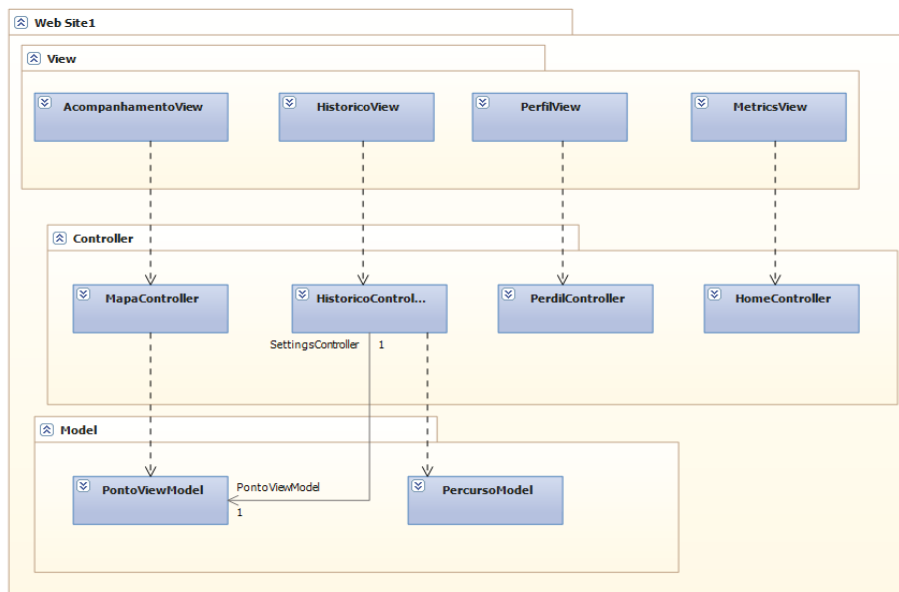 Web Site1
View
AcompanhamentoView
HistoricoView
PerfilView
MetricsView
Controller
MapaController
HistoricoControl...
PerdilController
HomeController
SettingsController
1
Model
PontoViewModel
PontoViewModel
1
PercursoModel